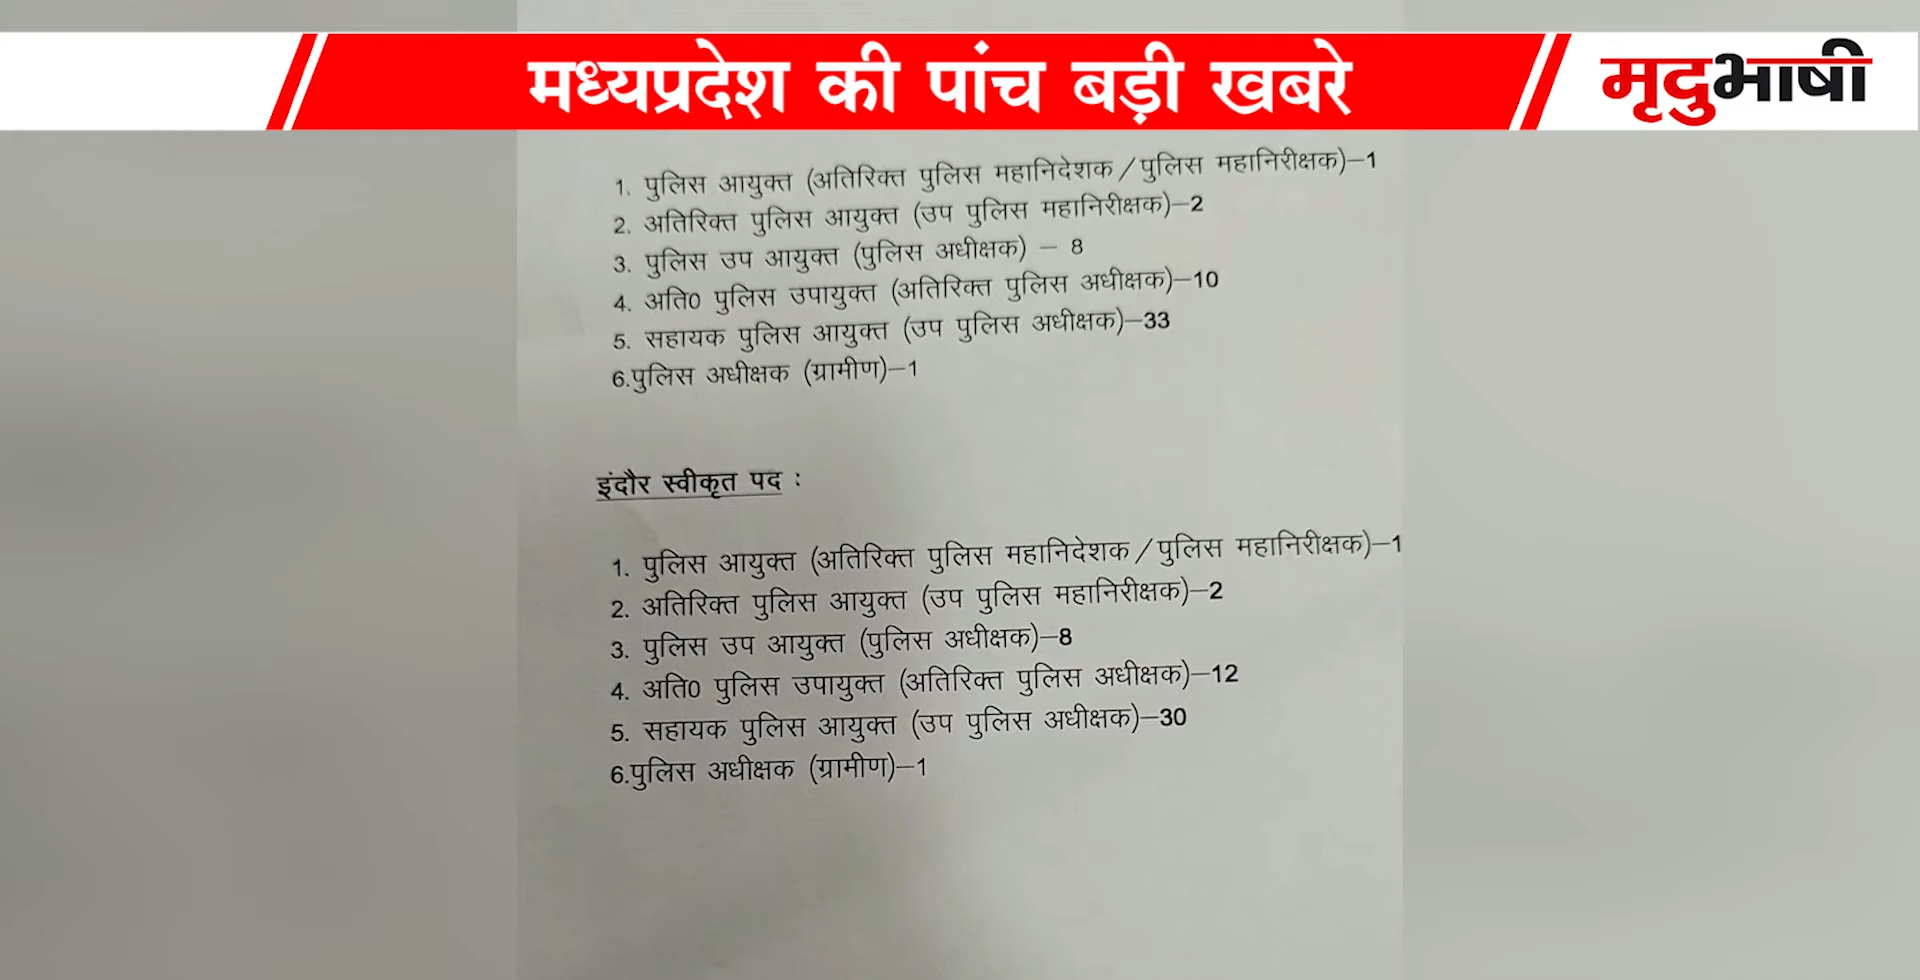 मध्यप्रदेश की पांच बड़ी खबरे
मृदुभाषी
1. पुलिस आयुक्त (अतिरिक्त पुलिस महानिदेशक/पुलिस महानिरीक्षक)–1
2. अतिरिक्त पुलिस आयुक्त (उप पुलिस महानिरीक्षक)–2
3. पुलिस उप आयुक्त (पुलिस अधीक्षक) – 8
4. अति0 पुलिस उपायुक्त (अतिरिक्त पुलिस अधीक्षक)–10
5. सहायक पुलिस आयुक्त (उप पुलिस अधीक्षक)–33
6.पुलिस अधीक्षक (ग्रामीण)–1
इंदौर स्वीकृत पद :
1. पुलिस आयुक्त (अतिरिक्त पुलिस महानिदेशक/पुलिस महानिरीक्षक)–1
2. अतिरिक्त पुलिस आयुक्त (उप पुलिस महानिरीक्षक)–2
3. पुलिस उप आयुक्त (पुलिस अधीक्षक)–8
4. अति0 पुलिस उपायुक्त (अतिरिक्त पुलिस अधीक्षक)–12
5. सहायक पुलिस आयुक्त (उप पुलिस अधीक्षक)–30
6.पुलिस अधीक्षक (ग्रामीण)–1